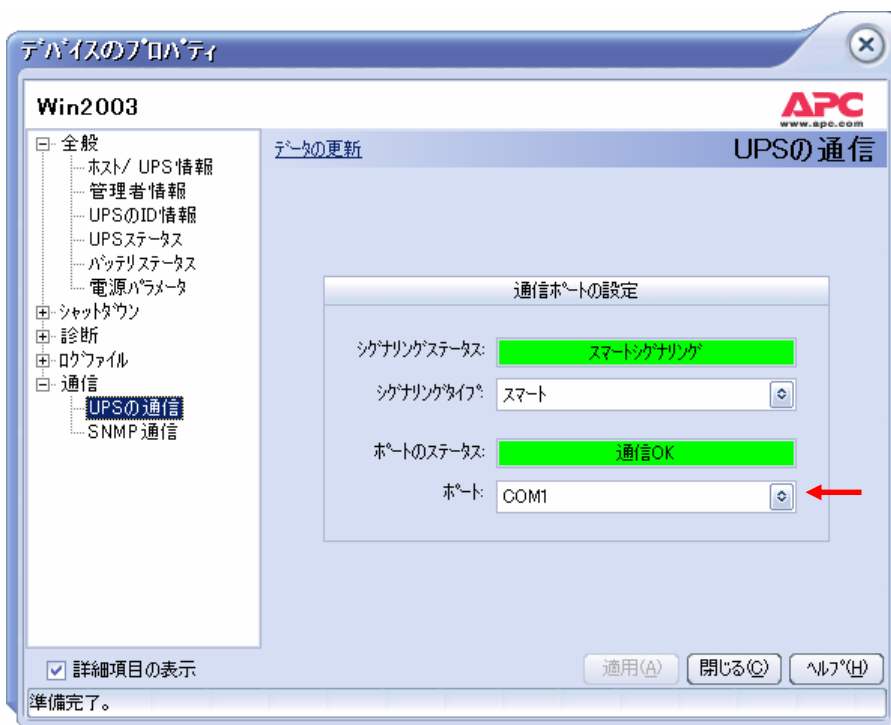 ﾃﾞﾊﾞｲｽのﾌﾟﾛﾊﾟﾃｨ
Win2003
APC
www.apc.com
全般
ﾎｽﾄ/ UPS情報
管理者情報
UPSのID情報
UPSｽﾃｰﾀｽ
ﾊﾞｯﾃﾘｽﾃｰﾀｽ
電源ﾊﾟﾗﾒｰﾀ
ｼｬｯﾄﾀﾞｳﾝ
診断
ﾛｸﾞﾌｧｲﾙ
通信
UPSの通信
SNMP通信
ﾃﾞｰﾀの更新
UPSの通信
通信ﾎﾟｰﾄの設定
ｼｸﾞﾅﾘﾝｸﾞｽﾃｰﾀｽ:
ｽﾏｰﾄｼｸﾞﾅﾘﾝｸﾞ
ｼｸﾞﾅﾘﾝｸﾞﾀｲﾌﾟ:
ｽﾏｰﾄ
ﾎﾟｰﾄのｽﾃｰﾀｽ:
通信OK
ﾎﾟｰﾄ:
COM1
詳細項目の表示
適用(A)
閉じる(C)
ﾍﾙﾌﾟ(H)
準備完了。